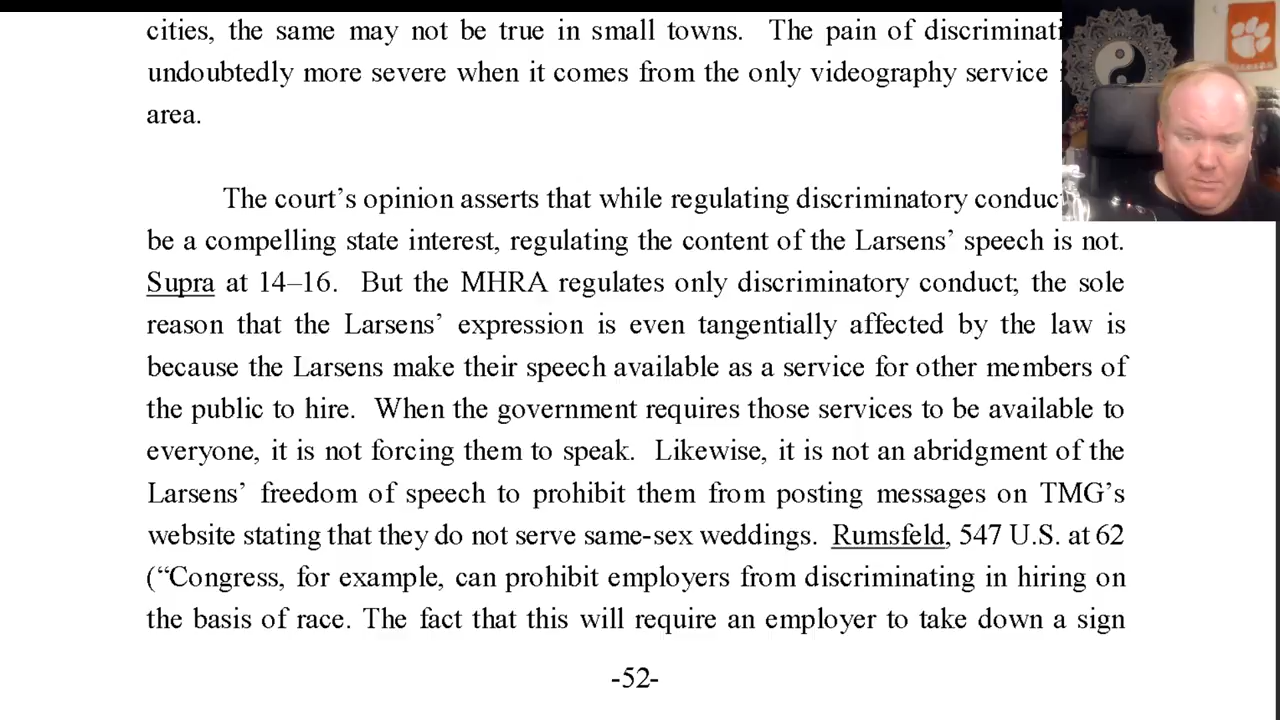 cities, the same may not be true in small towns. The pain of
undoubtedly more severe when it comes from the only videography service
area.
The court’s opinion asserts that while regulating discriminatory
be a compelling state interest, regulating the content of the Larsens’ speech is not.
Supra at 14–16. But the MHRA regulates only discriminatory conduct; the sole
reason that the Larsens’ expression is even tangentially affected by the law is
because the Larsens make their speech available as a service for other members of
the public to hire. When the government requires those services to be available to
everyone, it is not forcing them to speak. Likewise, it is not an abridgment of the
Larsens’ freedom of speech to prohibit them from posting messages on TMG’s
website stating that they do not serve same-sex weddings. Rumsfeld, 547 U.S. at 62
(“Congress, for example, can prohibit employers from discriminating in hiring on
the basis of race. The fact that this will require an employer to take down a sign
-52-